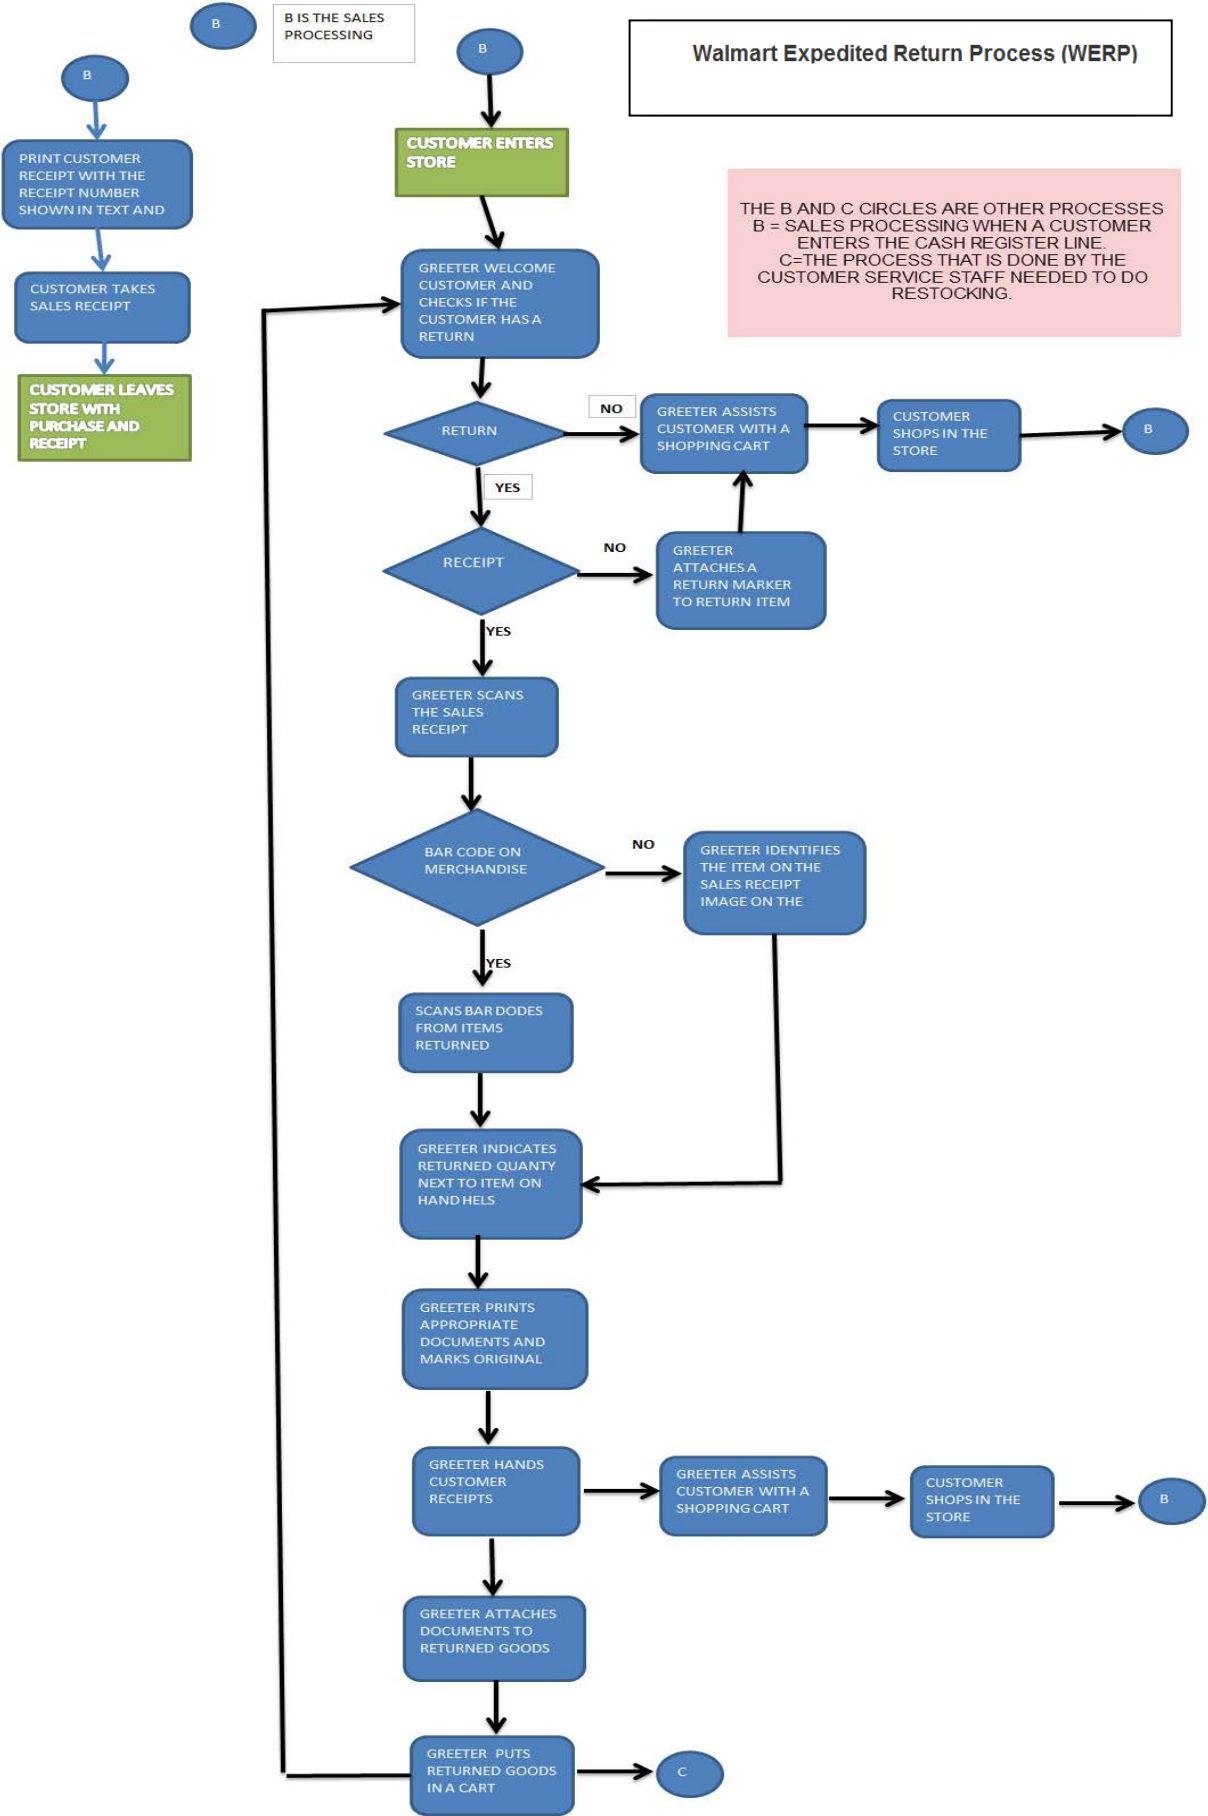 B
B IS THE SALES
PROCESSING
B
Walmart Expedited Return Process (WERP)
B
CUSTOMER ENTERS
STORE
PRINT CUSTOMER
RECEIPT WITH THE
RECEIPT NUMBER
SHOWN IN TEXT AND
THE B AND C CIRCLES ARE OTHER PROCESSES
B = SALES PROCESSING WHEN A CUSTOMER
ENTERS THE CASH REGISTER LINE.
C=THE PROCESS THAT IS DONE BY THE
CUSTOMER SERVICE STAFF NEEDED TO DO
RESTOCKING.
CUSTOMER TAKES
SALES RECEIPT
CUSTOMER LEAVES
STORE WITH
PURCHASE AND
RECEIPT
GREETER WELCOME
CUSTOMER AND
CHECKS IF THE
CUSTOMER HAS A
RETURN
RETURN
NO
GREETER ASSISTS
CUSTOMER WITH A
SHOPPING CART
CUSTOMER
SHOPS IN THE
STORE
B
YES
RECEIPT
NO
GREETER
ATTACHES A
RETURN MARKER
TO RETURN ITEM
YES
GREETER SCANS
THE SALES
RECEIPT
BAR CODE ON
MERCHANDISE
NO
GREETER IDENTIFIES
THE ITEM ON THE
SALES RECEIPT
IMAGE ON THE
YES
SCANS BAR DODES
FROM ITEMS
RETURNED
GREETER INDICATES
RETURNED QUANTY
NEXT TO ITEM ON
HAND HELS
GREETER PRINTS
APPROPRIATE
DOCUMENTS AND
MARKS ORIGINAL
GREETER HANDS
CUSTOMER
RECEIPTS
GREETER ASSISTS
CUSTOMER WITH A
SHOPPING CART
CUSTOMER
SHOPS IN THE
STORE
B
GREETER ATTACHES
DOCUMENTS TO
RETURNED GOODS
GREETER PUTS
RETURNED GOODS
IN A CART
C